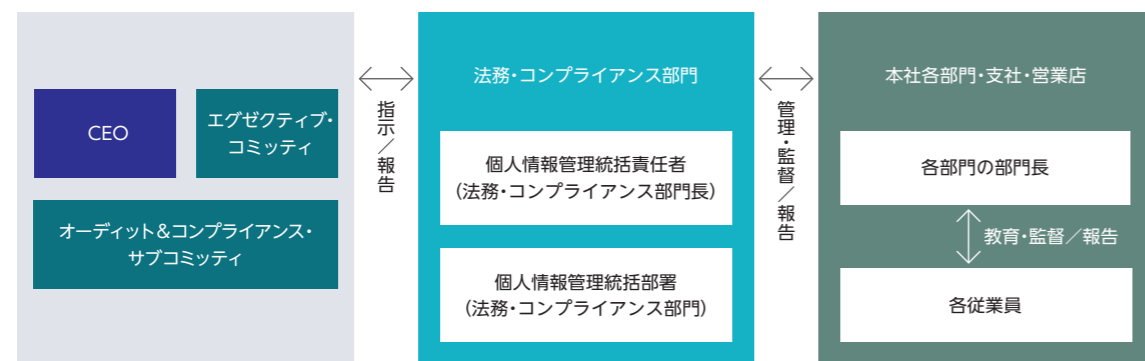 CEO
エグゼクティブ・
コミッティ
オーディット＆コンプライアンス・
サブコミッティ
指示／報告
法務・コンプライアンス部門
個人情報管理統括責任者
（法務・コンプライアンス部門長）
個人情報管理統括部署
（法務・コンプライアンス部門）
管理・監督／報告
本社各部門・支社・営業店
各部門の部門長
教育・監督／報告
各従業員